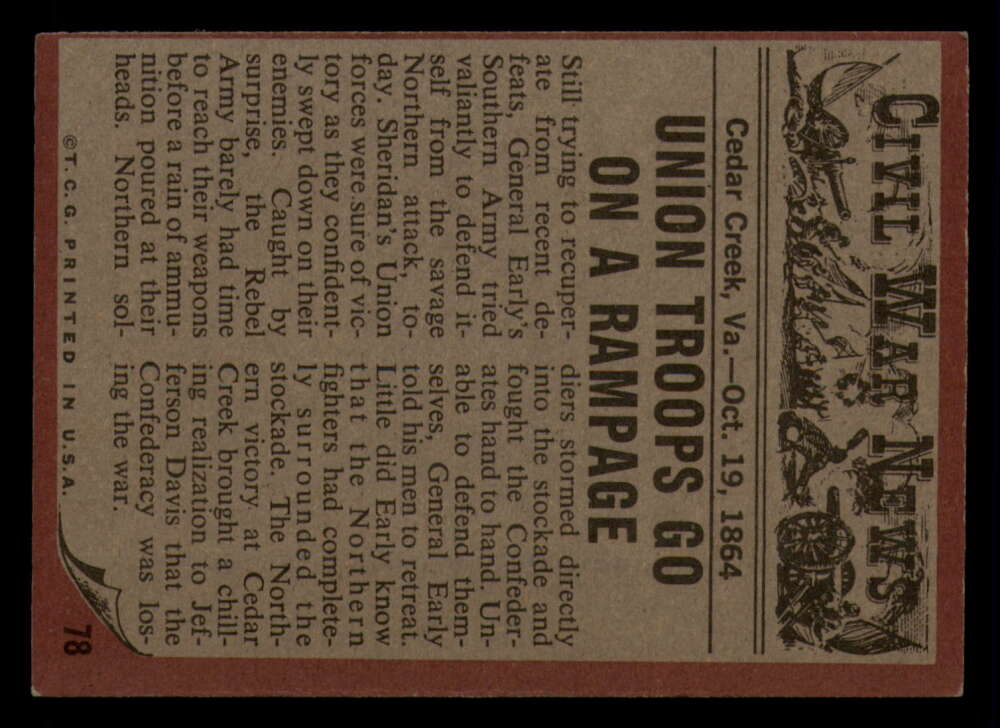 CIVIL WAR NEWS
Cedar Creek, Va.—Oct. 19, 1864
UNION TROOPS GO
ON A RAMPAGE
Still trying to recuper-
ate from recent de-
feats, General Early's
Southern Army tried
valiantly to defend it-
self from the savage
Northern attack, to-
day. Sheridan's Union
forces were sure of vic-
tory as they confident-
ly swept down on their
enemies. Caught by
surprise, the Rebel
Army barely had time
to reach their weapons
before a rain of ammu-
nition poured at their
heads. Northern sol-
diers stormed directly
into the stockade and
fought the Confeder-
ates hand to hand. Un-
able to defend them-
selves, General Early
told his men to retreat.
Little did Early know
that the Northern
fighters had complete-
ly surrounded the
stockade. The North-
ern victory at Cedar
Creek brought a chill-
ing realization to Jef-
ferson Davis that the
Confederacy was los-
ing the war.
©T.C.G. PRINTED IN U.S.A.
78